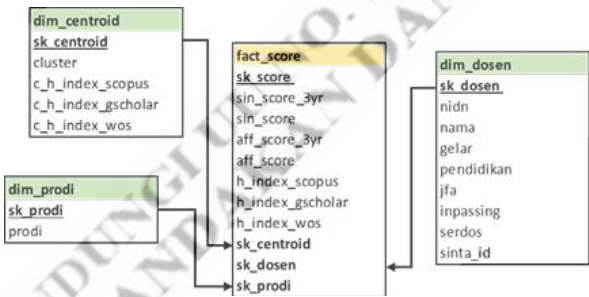 dim_centroid
sk_centroid
cluster
c_h_index_scopus
c_h_index_gscholar
c_h_index_wos
dim_prodi
sk_prodi
prodi
fact_score
sk_score
sin_score_3yr
sin_score
aff_score_3yr
aff_score
h_index_scopus
h_index_gscholar
h_index_wos
sk_centroid
sk_dosen
sk_prodi
dim_dosen
sk_dosen
nidn
nama
gelar
pendidikan
jfa
inpassing
serdos
sinta_id